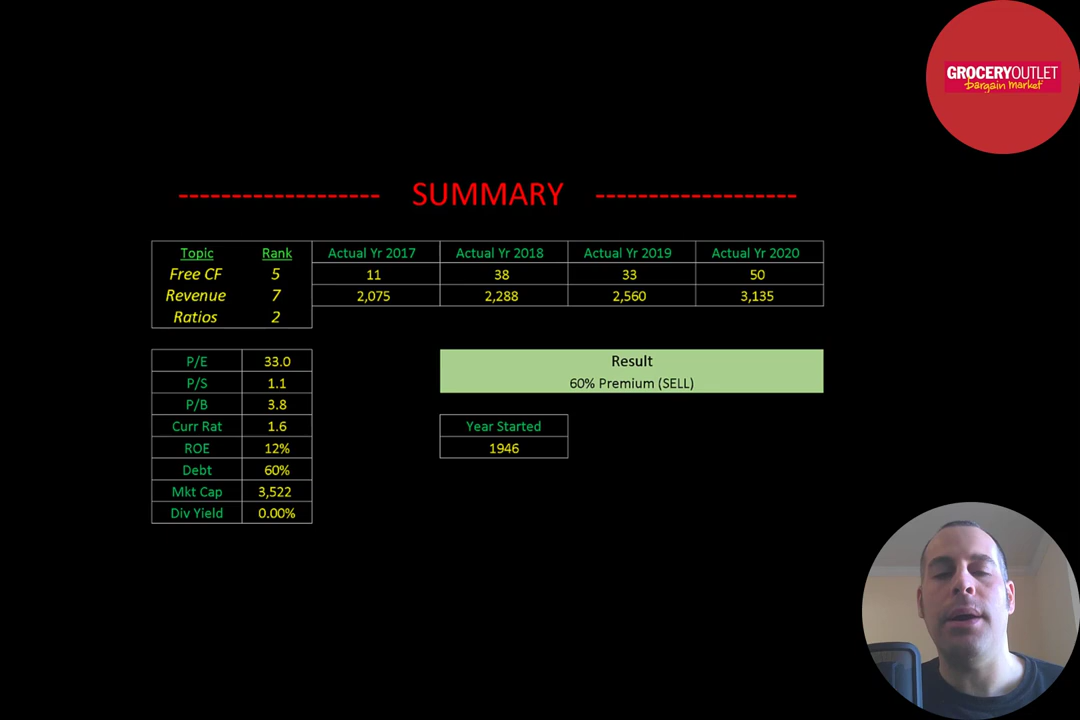 GROCERYOUTLET
bargain market
------------------- SUMMARY -------------------
Topic Rank Actual Yr 2017 Actual Yr 2018 Actual Yr 2019 Actual Yr 2020
Free CF 5 11 38 33 50
Revenue 7 2,075 2,288 2,560 3,135
Ratios 2
P/E 33.0
P/S 1.1
P/B 3.8
Curr Rat 1.6
ROE 12%
Debt 60%
Mkt Cap 3,522
Div Yield 0.00%
Result
60% Premium (SELL)
Year Started
1946